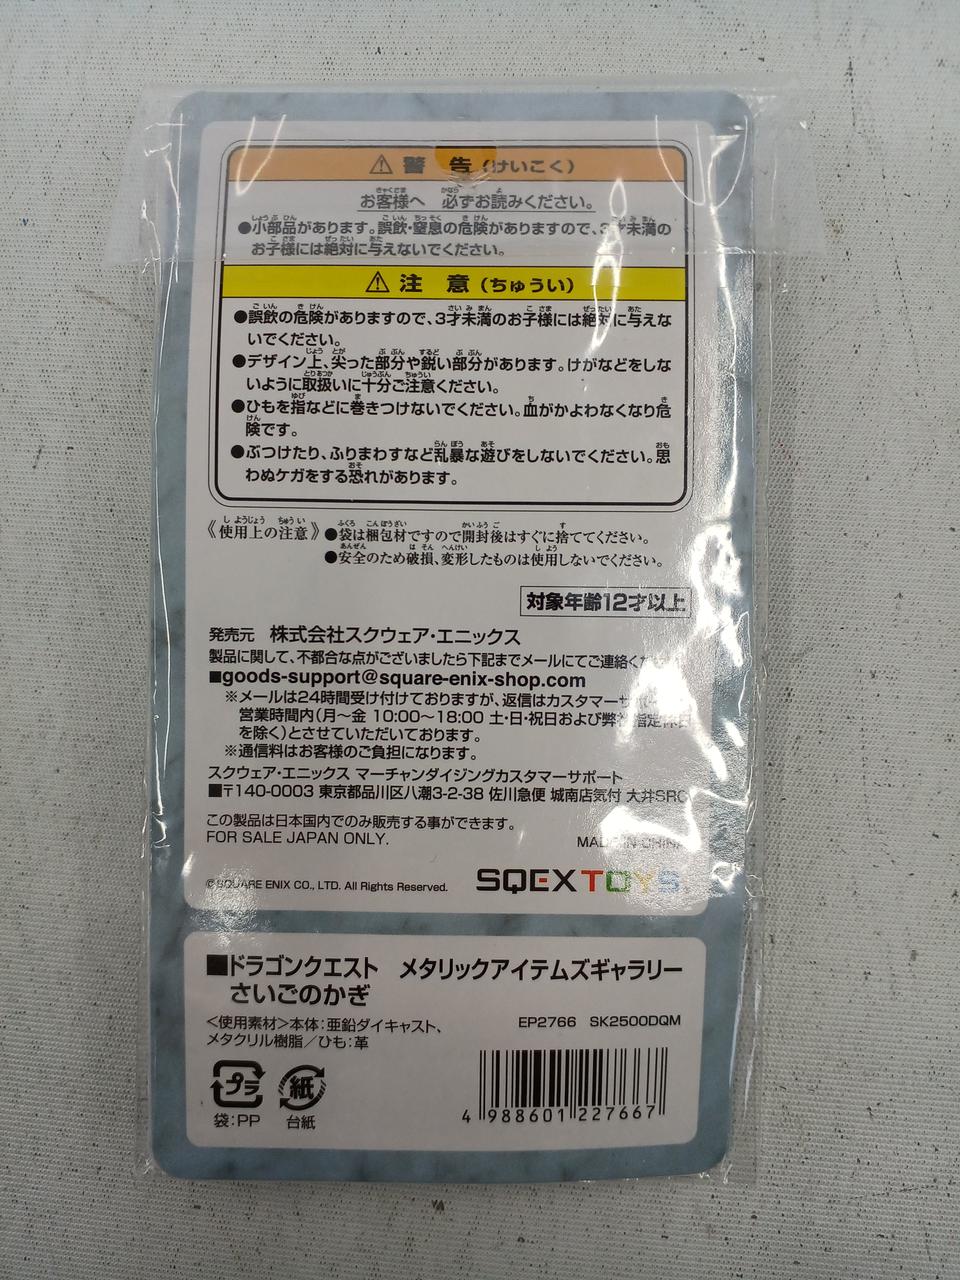 ⚠ 警 告 (けいこく)
お客様へ 必ずお読みください。
●小部品があります。誤飲・窒息の危険がありますので、3才未満の
お子様には絶対に与えないでください。
⚠ 注 意 (ちゅうい)
●誤飲の危険がありますので、3才未満のお子様には絶対に与えな
いでください。
●デザイン上、尖った部分や鋭い部分があります。けがなどをしな
いように取扱いに十分ご注意ください。
●ひもを指などに巻きつけないでください。血がかよわなくなり危
険です。
●ぶつけたり、ふりまわすなど乱暴な遊びをしないでください。思
わぬケガをする恐れがあります。
《使用上の注意》●袋は梱包材ですので開封後はすぐに捨ててください。
●安全のため破損、変形したものは使用しないでください。
対象年齢12才以上
発売元 株式会社スクウェア・エニックス
製品に関して、不都合な点がございましたら下記までメールにてご連絡く
■goods-support@square-enix-shop.com
※メールは24時間受け付けておりますが、返信はカスタマーサポ
営業時間内(月〜金 10:00〜18:00 土・日・祝日および弊社指定休日
を除く)とさせていただいております。
※通信料はお客様のご負担になります。
スクウェア・エニックス マーチャンダイジングカスタマーサポート
■〒140-0003 東京都品川区八潮3-2-38 佐川急便 城南店気付 大井SRC
この製品は日本国内でのみ販売する事ができます。
FOR SALE JAPAN ONLY. MADE IN CHINA
©SQUARE ENIX CO., LTD. All Rights Reserved. SQEX TOYS
■ドラゴンクエスト メタリックアイテムズギャラリー
さいごのかぎ
<使用素材>本体:亜鉛ダイキャスト、
メタクリル樹脂/ひも:革
EP2766 SK2500DQM
プラ 紙
袋:PP 台紙
4 988601 227667